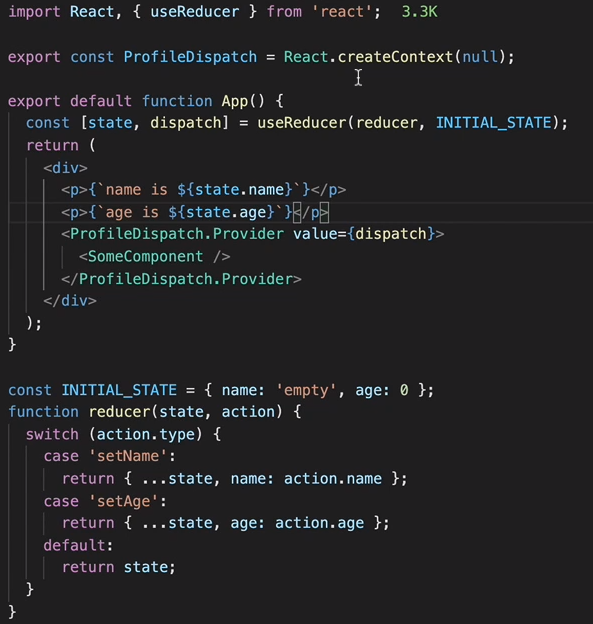 import React, { useReducer } from 'react';  3.3K

export const ProfileDispatch = React.createContext(null);

export default function App() {
  const [state, dispatch] = useReducer(reducer, INITIAL_STATE);
  return (
    <div>
      <p>{`name is ${state.name}`}</p>
      <p>{`age is ${state.age}`}</p>
      <ProfileDispatch.Provider value={dispatch}>
        <SomeComponent />
      </ProfileDispatch.Provider>
    </div>
  );
}

const INITIAL_STATE = { name: 'empty', age: 0 };
function reducer(state, action) {
  switch (action.type) {
    case 'setName':
      return { ...state, name: action.name };
    case 'setAge':
      return { ...state, age: action.age };
    default:
      return state;
  }
}